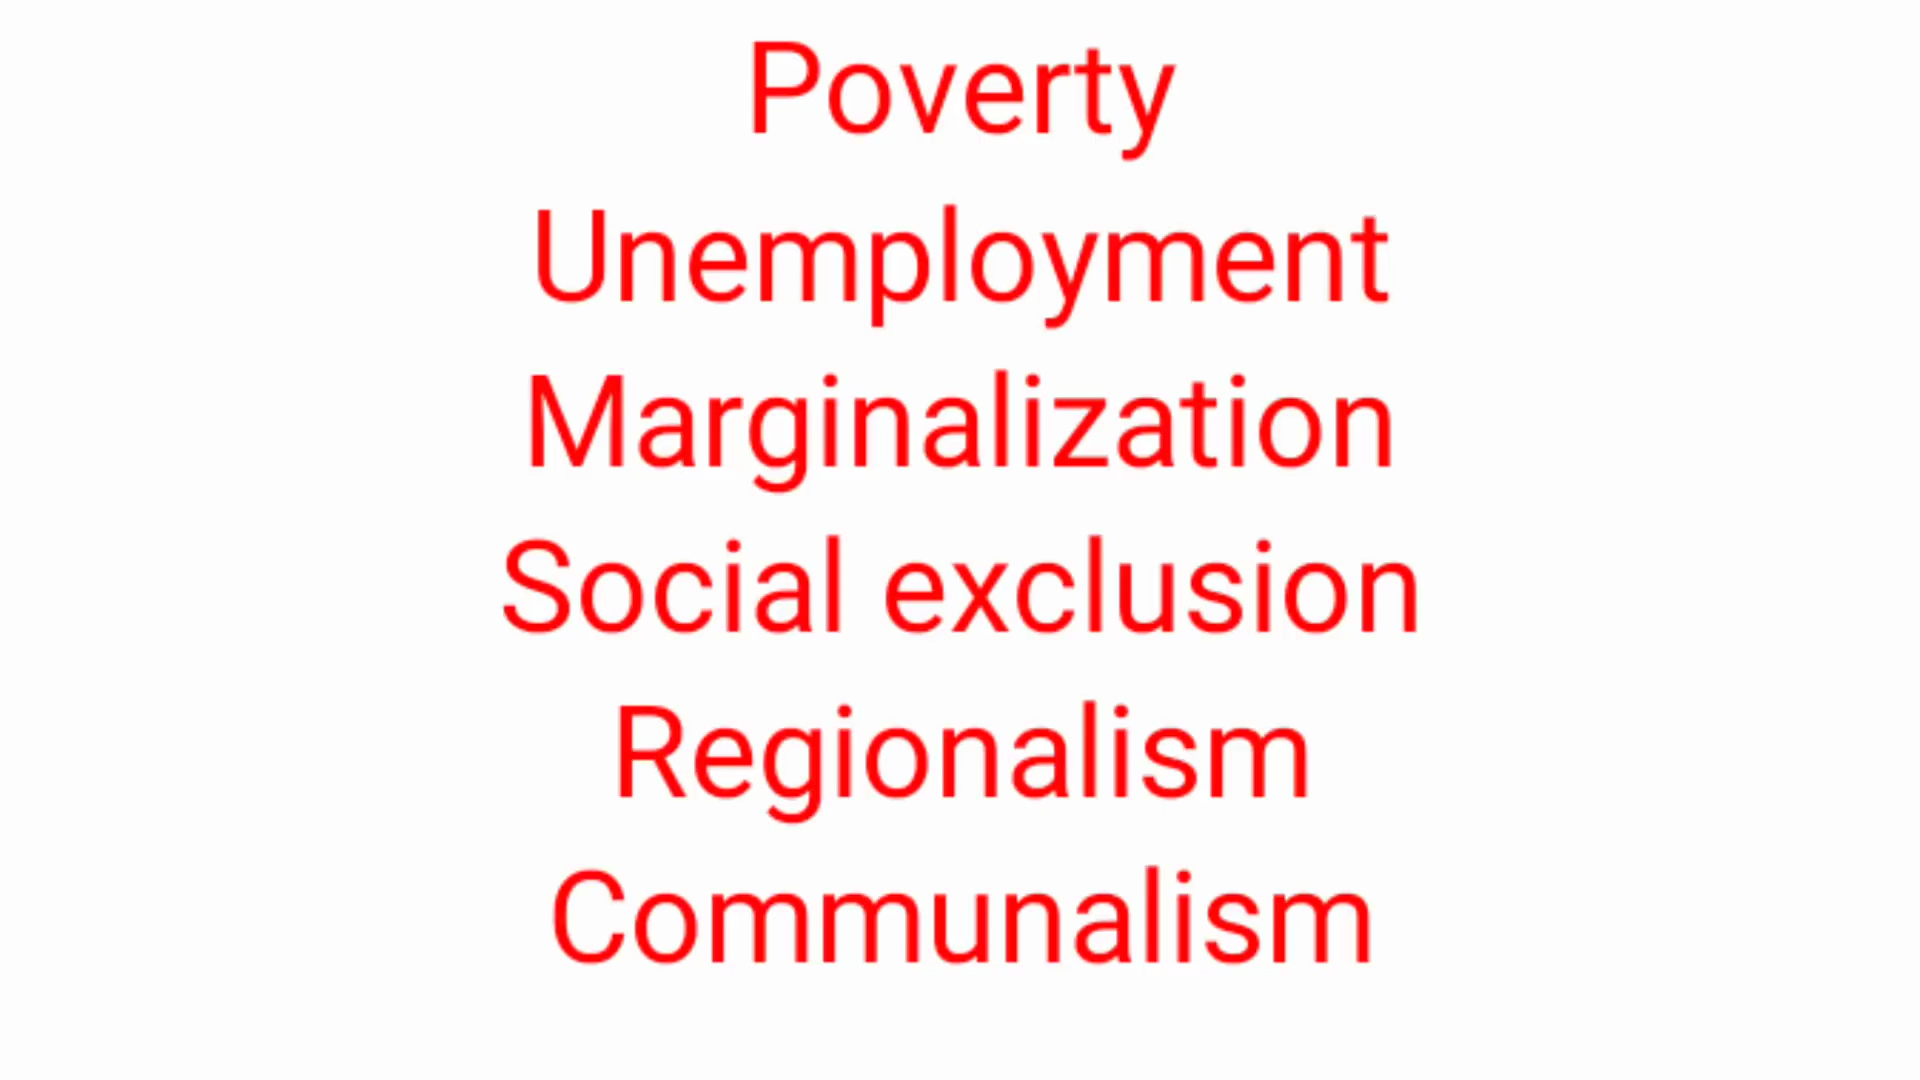 Poverty
Unemployment
Marginalization
Social exclusion
Regionalism
Communalism